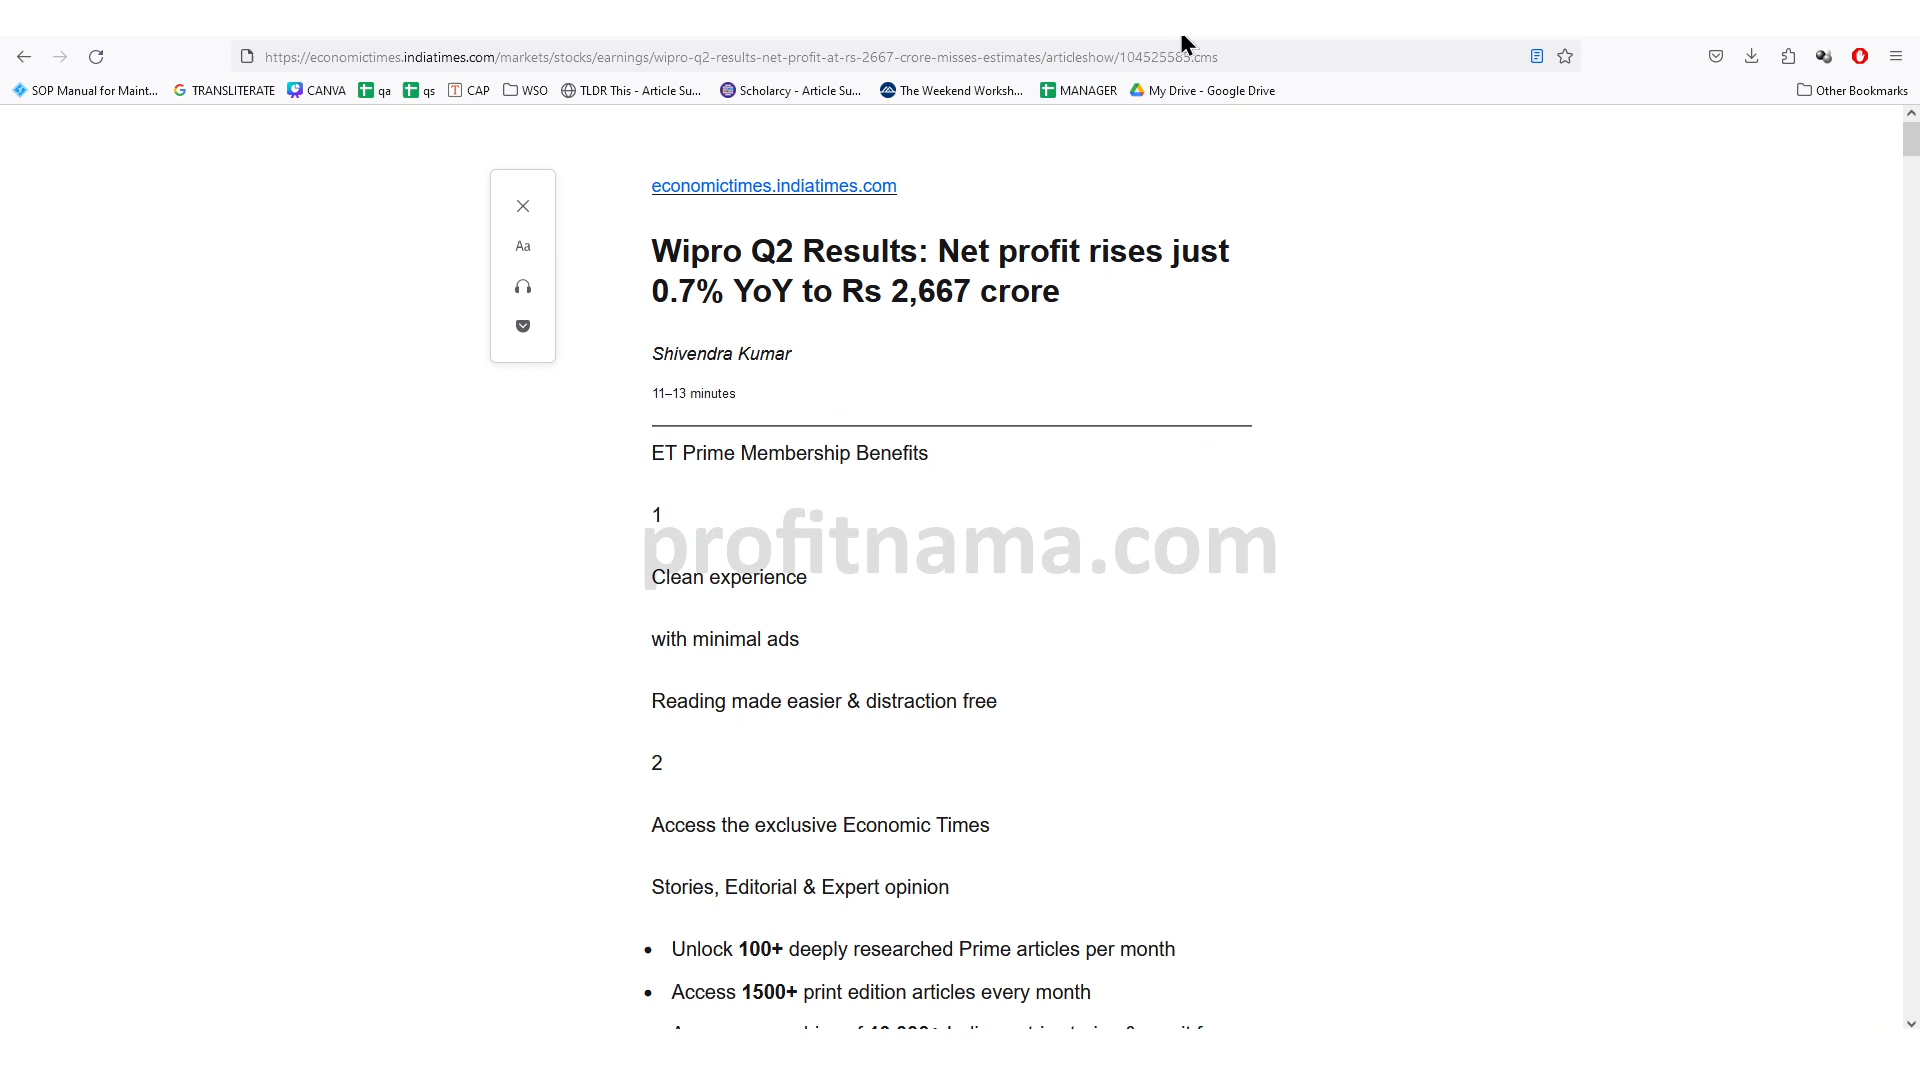 https://economictimes.indiatimes.com/markets/stocks/earnings/wipro-q2-results-net-profit-at-rs-2667-crore-misses-estimates/articleshow/104525585.cms
SOP Manual for Maint... TRANSLITERATE CANVA qa qs CAP WSO TLDR This - Article Su... Scholarcy - Article Su... The Weekend Worksh... MANAGER My Drive - Google Drive Other Bookmarks
economictimes.indiatimes.com
Wipro Q2 Results: Net profit rises just
0.7% YoY to Rs 2,667 crore
Aa
Shivendra Kumar
11–13 minutes
ET Prime Membership Benefits
1
profitnama.com
Clean experience
with minimal ads
Reading made easier & distraction free
2
Access the exclusive Economic Times
Stories, Editorial & Expert opinion
• Unlock 100+ deeply researched Prime articles per month
• Access 1500+ print edition articles every month